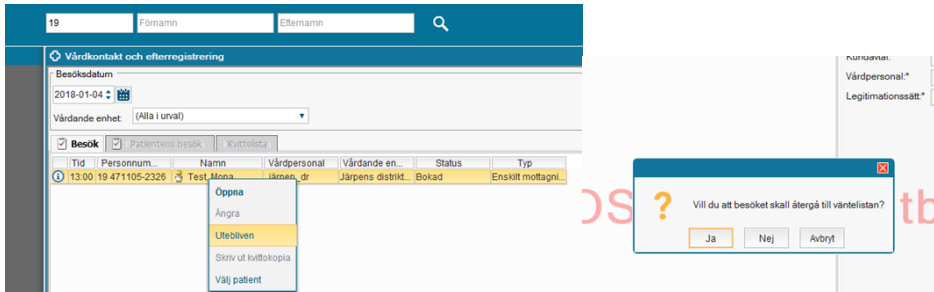 19 Förnamn Efternamn
Vårdkontakt och efterregistrering
Besöksdatum
2018-01-04
Vårdande enhet: (Alla i urval)
Besök Patientens besök Kvittolista
Tid Personnum... Namn Vårdpersonal Vårdande en... Status Typ
13:00 19 471105-2326 Test, Mona järpen_dr Järpens distrikt... Bokad Enskilt mottagni...
Öppna
Ångra
Utebliven
Skriv ut kvittokopia
Välj patient
Kundavtal:
Vårdpersonal:*
Legitimationssätt:*
OS
tb
Vill du att besöket skall återgå till väntelistan?
Ja Nej Avbryt